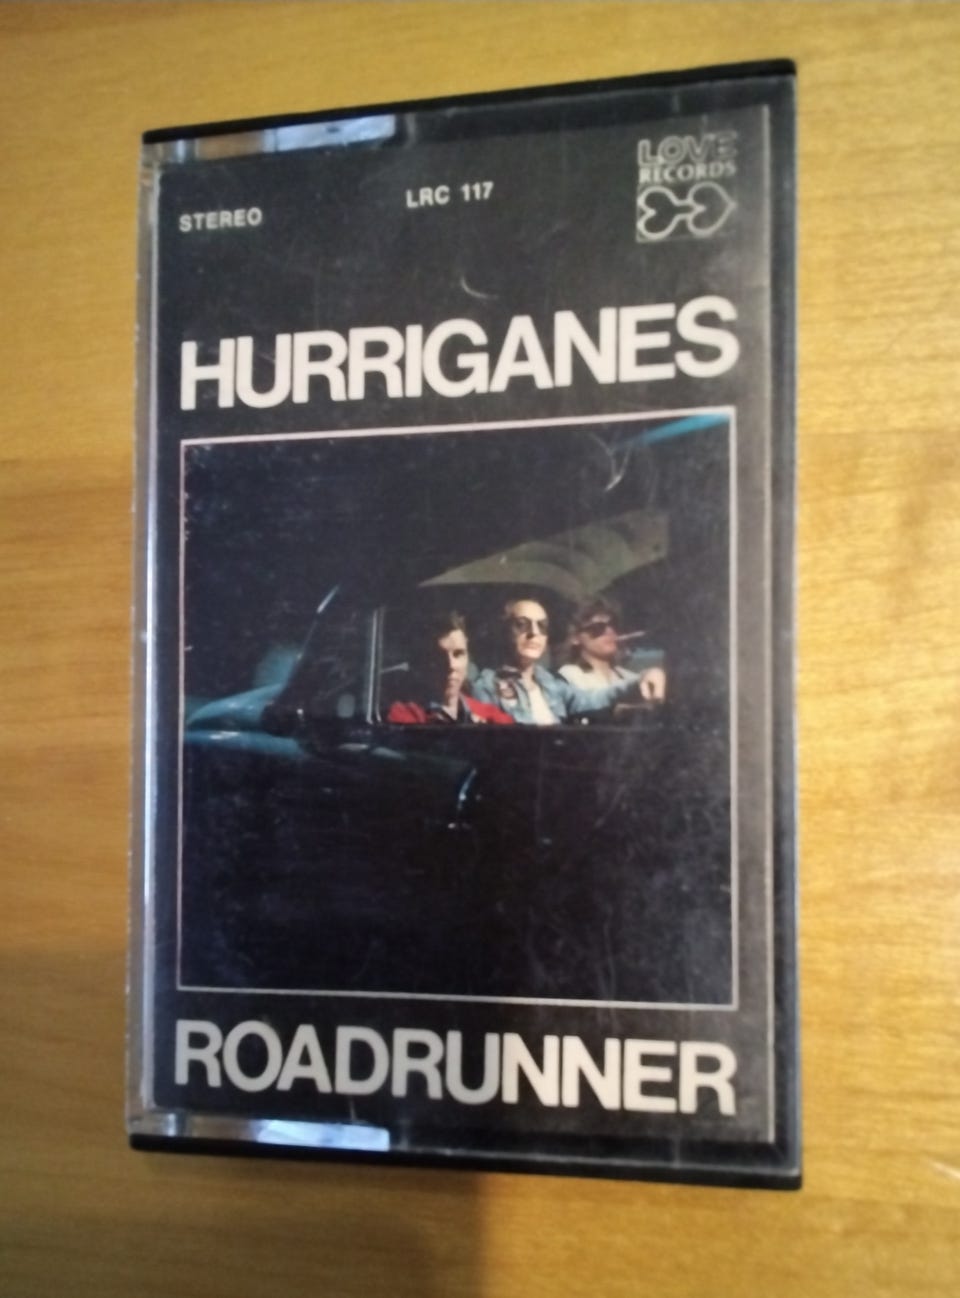 STEREO
LRC 117
LOVE
RECORDS
HURRIGANES
ROADRUNNER